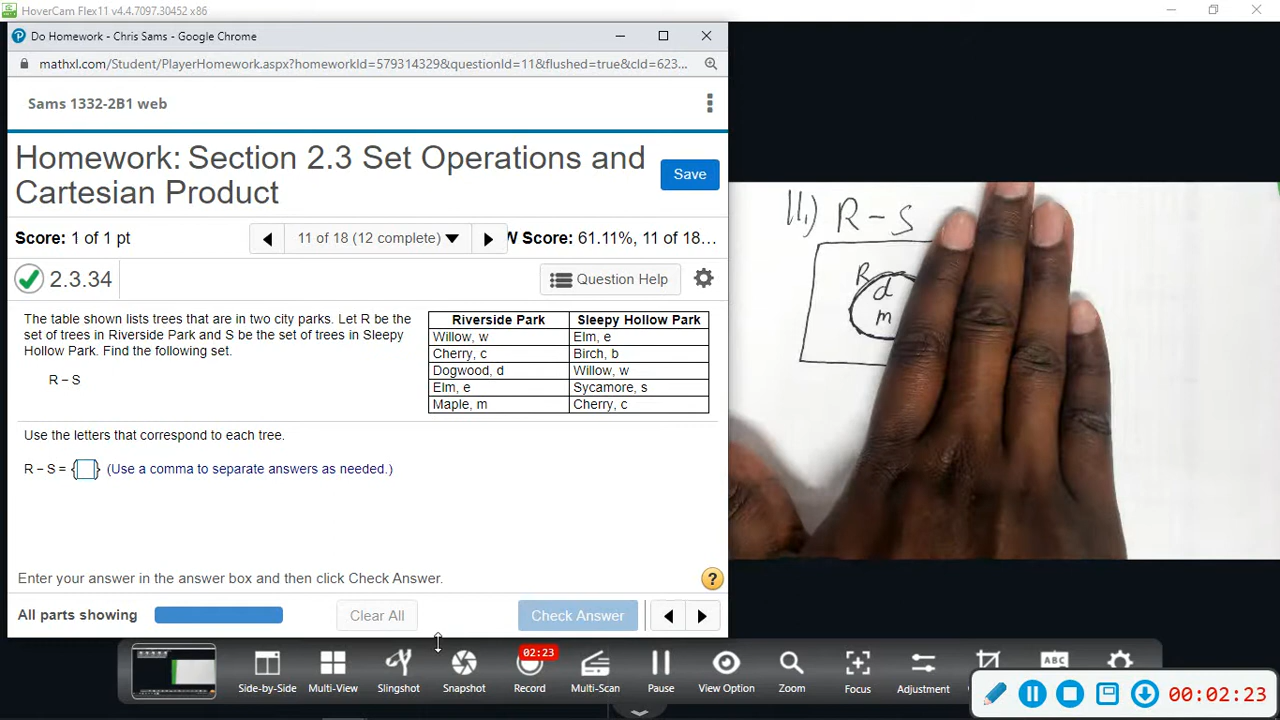 HoverCam Flex11 v4.4.7097.30452 x86
Do Homework - Chris Sams - Google Chrome
mathxl.com/Student/PlayerHomework.aspx?homeworkId=579314329&questionId=11&flushed=true&cId=623...
Sams 1332-2B1 web
Homework: Section 2.3 Set Operations and
Cartesian Product
Save
Score: 1 of 1 pt
11 of 18 (12 complete)
W Score: 61.11%, 11 of 18...
2.3.34
Question Help
The table shown lists trees that are in two city parks. Let R be the
set of trees in Riverside Park and S be the set of trees in Sleepy
Hollow Park. Find the following set.
R – S
Riverside Park Sleepy Hollow Park
Willow, w Elm, e
Cherry, c Birch, b
Dogwood, d Willow, w
Elm, e Sycamore, s
Maple, m Cherry, c
Use the letters that correspond to each tree.
R – S = { } (Use a comma to separate answers as needed.)
Enter your answer in the answer box and then click Check Answer.
?
All parts showing
Clear All
Check Answer
11.) R – S
R
d
m
02:23
Side-by-Side
Multi-View
Slingshot
Snapshot
Record
Multi-Scan
Pause
View Option
Zoom
Focus
Adjustment
ABC
00:02:23